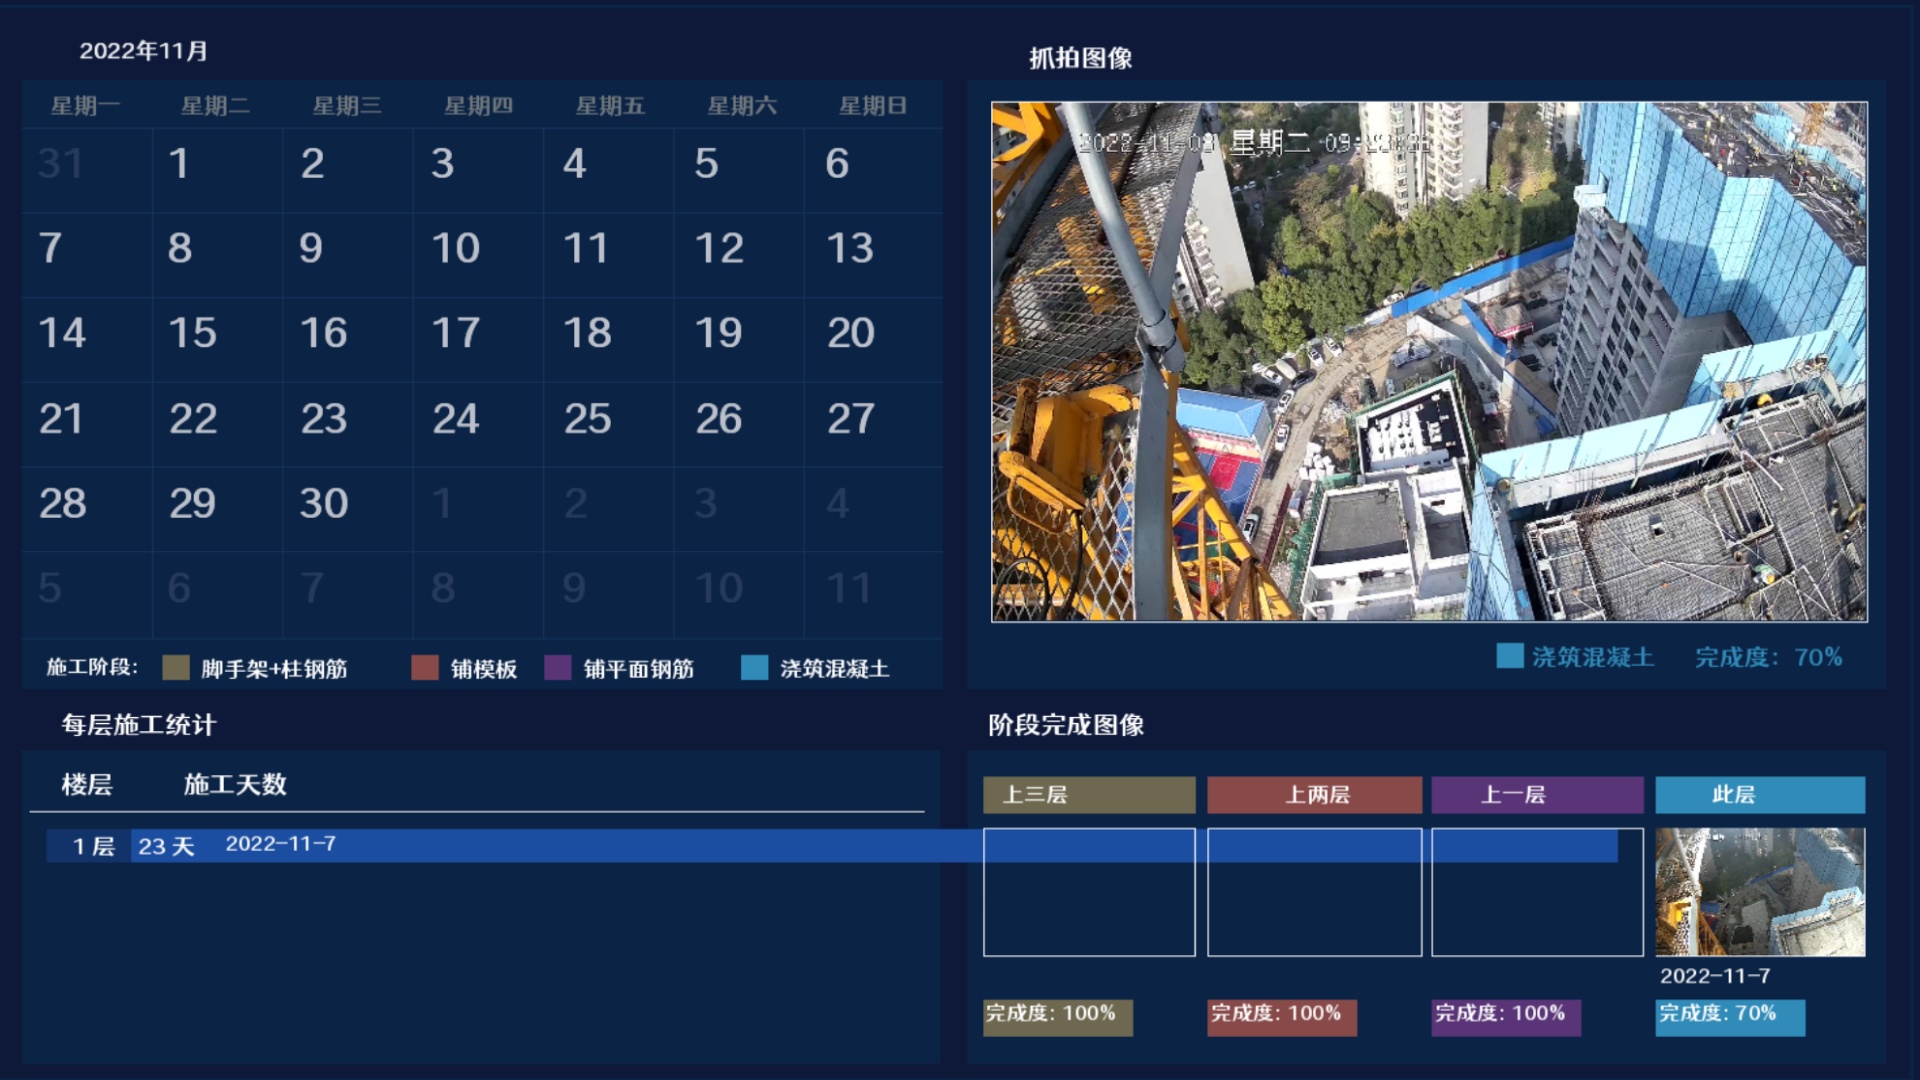 2022年11月
星期一 星期二 星期三 星期四 星期五 星期六 星期日
31 1 2 3 4 5 6
7 8 9 10 11 12 13
14 15 16 17 18 19 20
21 22 23 24 25 26 27
28 29 30 1 2 3 4
5 6 7 8 9 10 11
施工阶段: 脚手架+柱钢筋 铺模板 铺平面钢筋 浇筑混凝土
抓拍图像
星期二
浇筑混凝土 完成度: 70%
每层施工统计
楼层 施工天数
1 层 23 天 2022-11-7
阶段完成图像
上三层 上两层 上一层 此层
2022-11-7
完成度: 100% 完成度: 100% 完成度: 100% 完成度: 70%